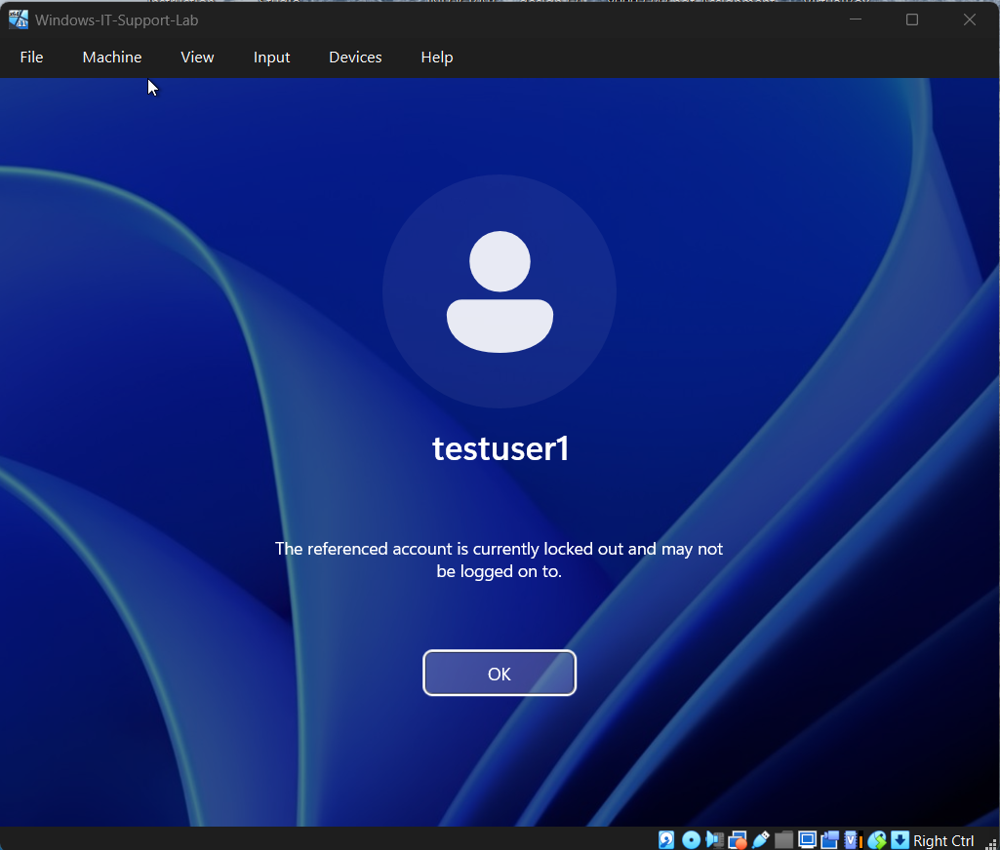 Windows-IT-Support-Lab
File Machine View Input Devices Help
testuser1
The referenced account is currently locked out and may not
be logged on to.
OK
Right Ctrl